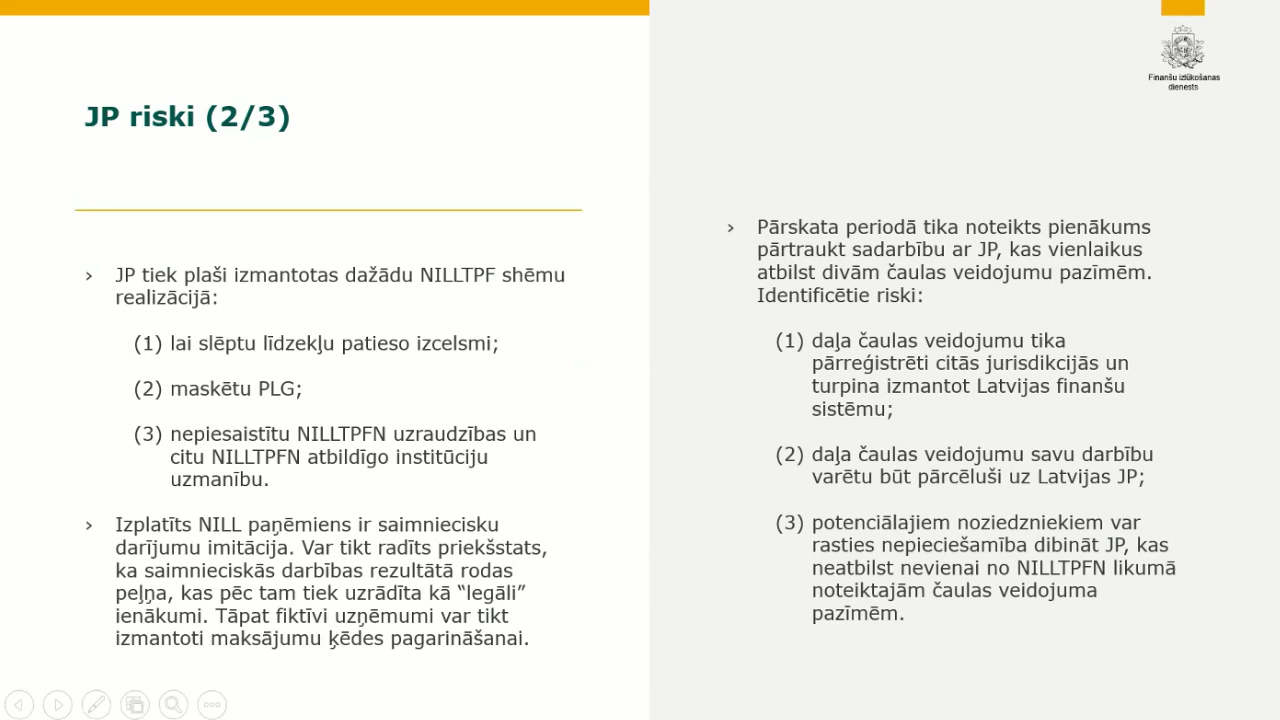 Finanšu izlūkošanas
dienests
JP riski (2/3)
› JP tiek plaši izmantotas dažādu NILLTPF shēmu
realizācijā:
(1) lai slēptu līdzekļu patieso izcelsmi;
(2) maskētu PLG;
(3) nepiesaistītu NILLTPFN uzraudzības un
citu NILLTPFN atbildīgo institūciju
uzmanību.
› Izplatīts NILL paņēmiens ir saimniecisku
darījumu imitācija. Var tikt radīts priekšstats,
ka saimnieciskās darbības rezultātā rodas
peļņa, kas pēc tam tiek uzrādīta kā “legāli”
ienākumi. Tāpat fiktīvi uzņēmumi var tikt
izmantoti maksājumu ķēdes pagarināšanai.
› Pārskata periodā tika noteikts pienākums
pārtraukt sadarbību ar JP, kas vienlaikus
atbilst divām čaulas veidojumu pazīmēm.
Identificētie riski:
(1) daļa čaulas veidojumu tika
pārreģistrēti citās jurisdikcijās un
turpina izmantot Latvijas finanšu
sistēmu;
(2) daļa čaulas veidojumu savu darbību
varētu būt pārcēluši uz Latvijas JP;
(3) potenciālajiem noziedzniekiem var
rasties nepieciešamība dibināt JP, kas
neatbilst nevienai no NILLTPFN likumā
noteiktajām čaulas veidojuma
pazīmēm.